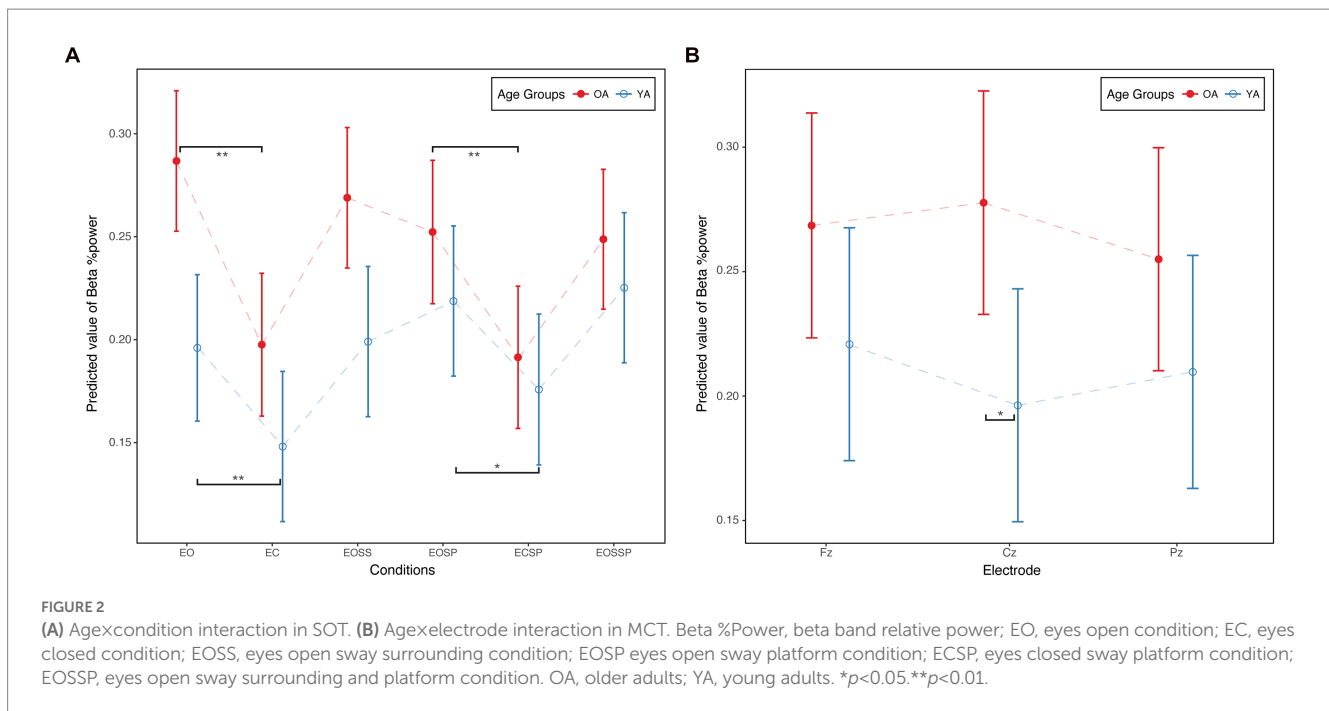 A
Age Groups OA YA
0.30
0.25
0.20
0.15
Predicted value of Beta %power
**
**
**
*
EO EC EOSS EOSP ECSP EOSSP
Conditions
B
Age Groups OA YA
0.30
0.25
0.20
0.15
Predicted value of Beta %power
*
Fz Cz Pz
Electrode
FIGURE 2
(A) Age×condition interaction in SOT. (B) Age×electrode interaction in MCT. Beta %Power, beta band relative power; EO, eyes open condition; EC, eyes
closed condition; EOSS, eyes open sway surrounding condition; EOSP eyes open sway platform condition; ECSP, eyes closed sway platform condition;
EOSSP, eyes open sway surrounding and platform condition. OA, older adults; YA, young adults. *p<0.05.**p<0.01.